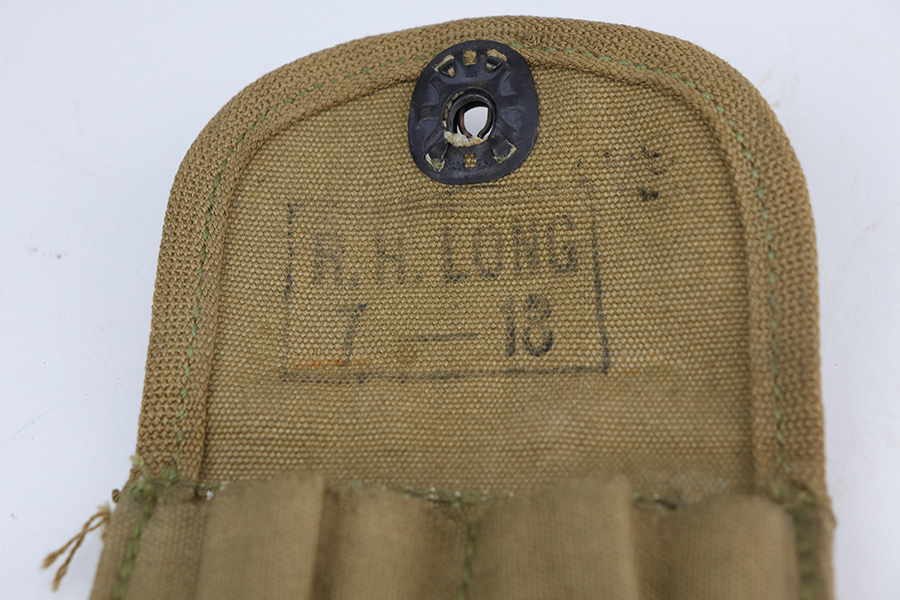 R.H. LONG
7 — 18